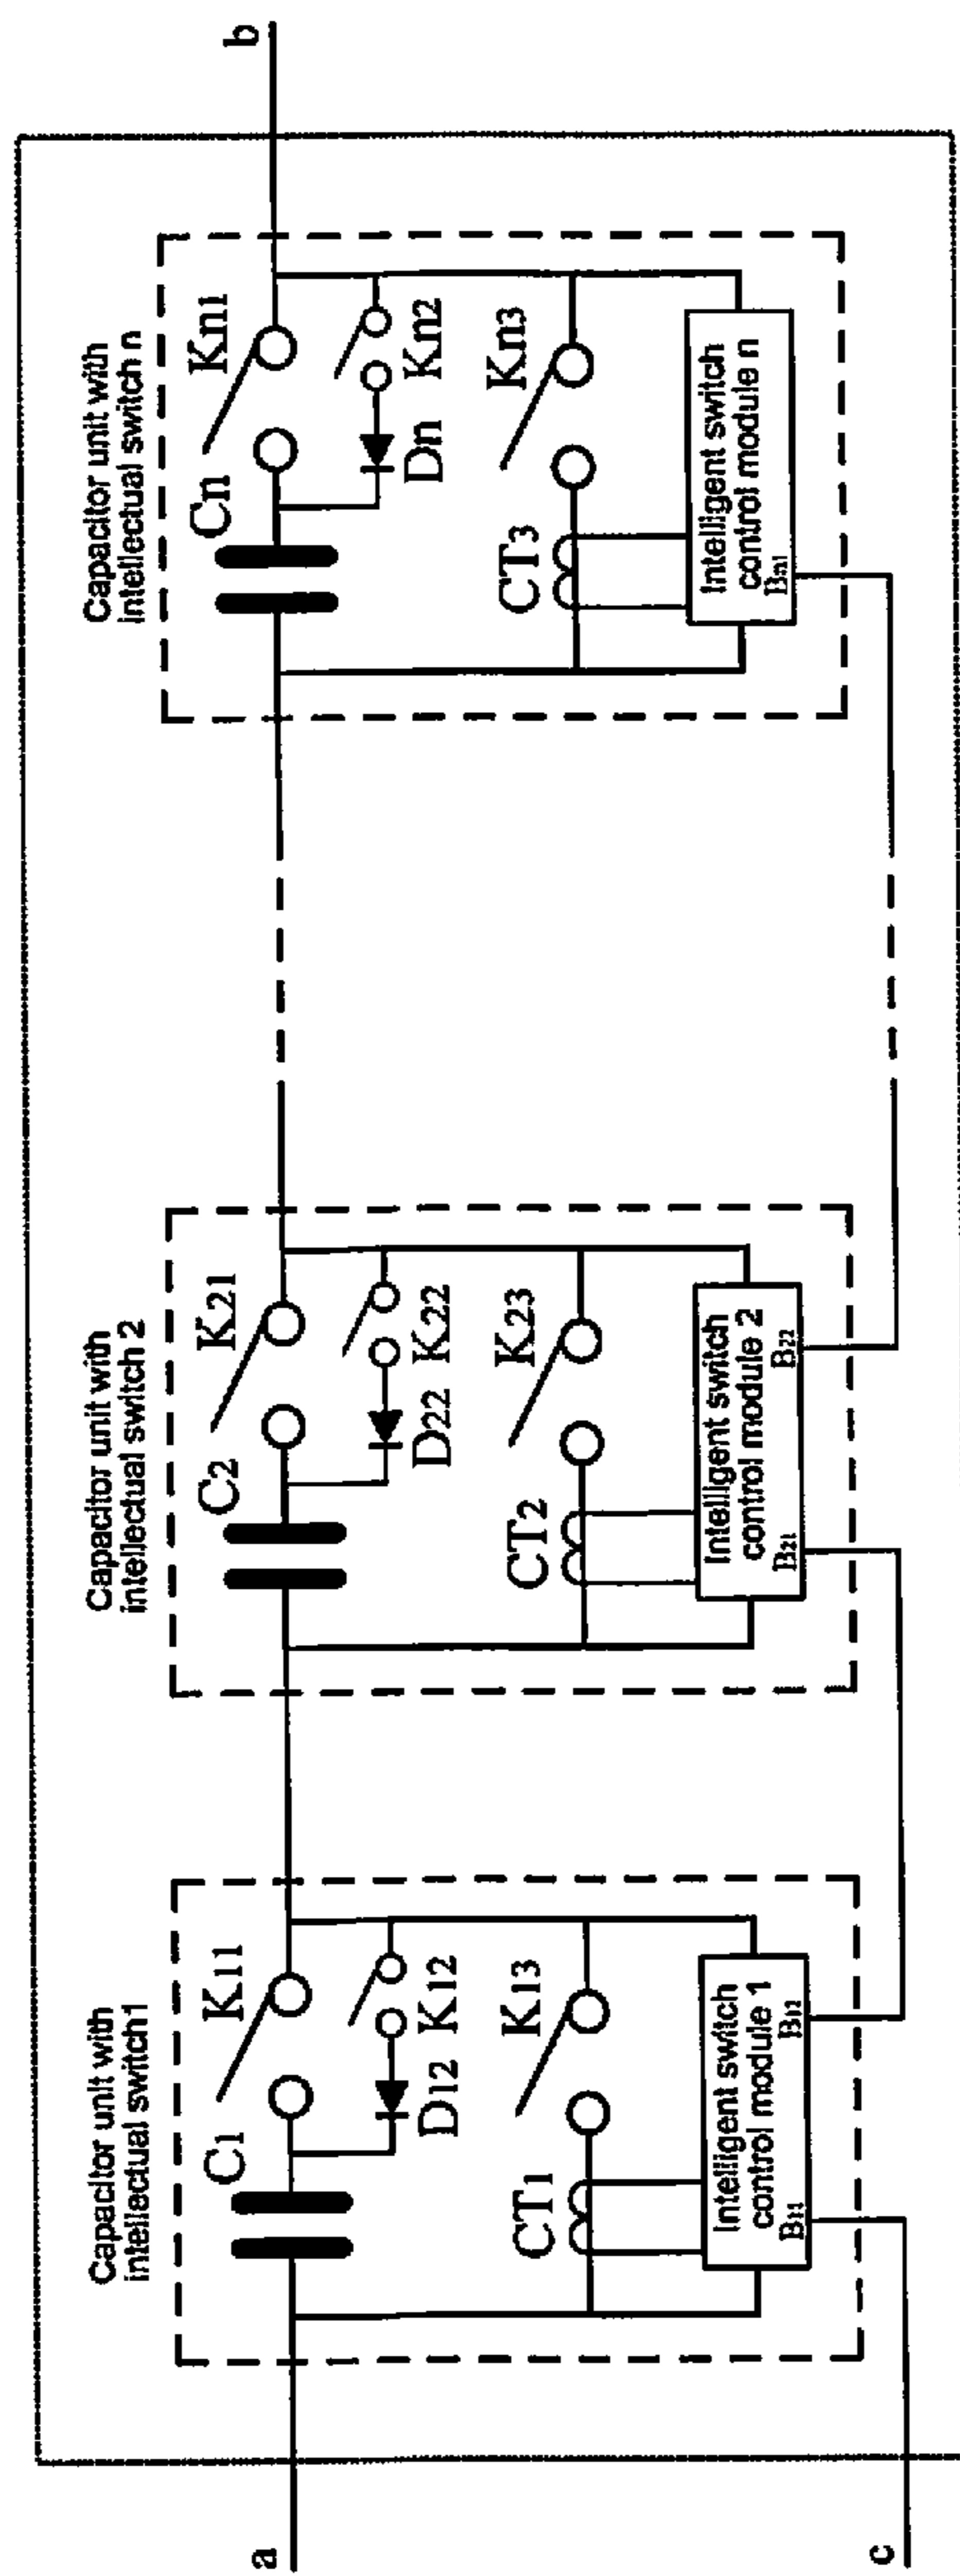 Capacitor unit with
intellectual switch1
C1
K11
D12
K12
CT1
K13
Intelligent switch
control module 1
B11
B12
Capacitor unit with
intellectual switch 2
C2
K21
D22
K22
CT2
K23
Intelligent switch
control module 2
B21
B22
Capacitor unit with
intellectual switch n
Cn
Kn1
Dn
Kn2
CT3
Kn3
Intelligent switch
control module n
Bn1
a
b
c